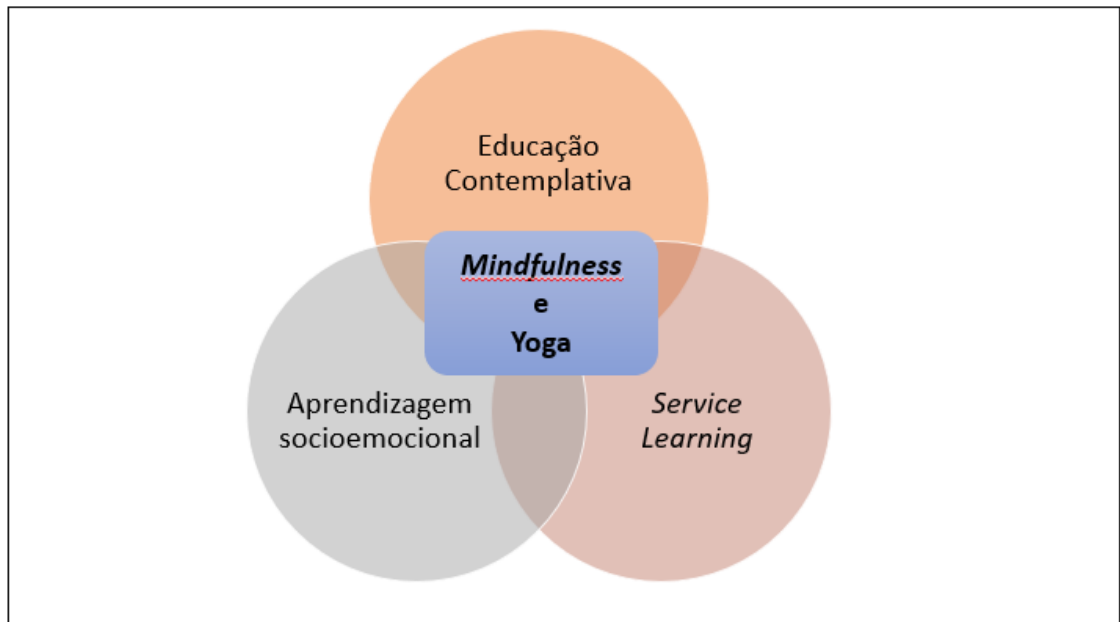 Educação
Contemplativa
Mindfulness
e
Yoga
Aprendizagem
socioemocional
Service
Learning